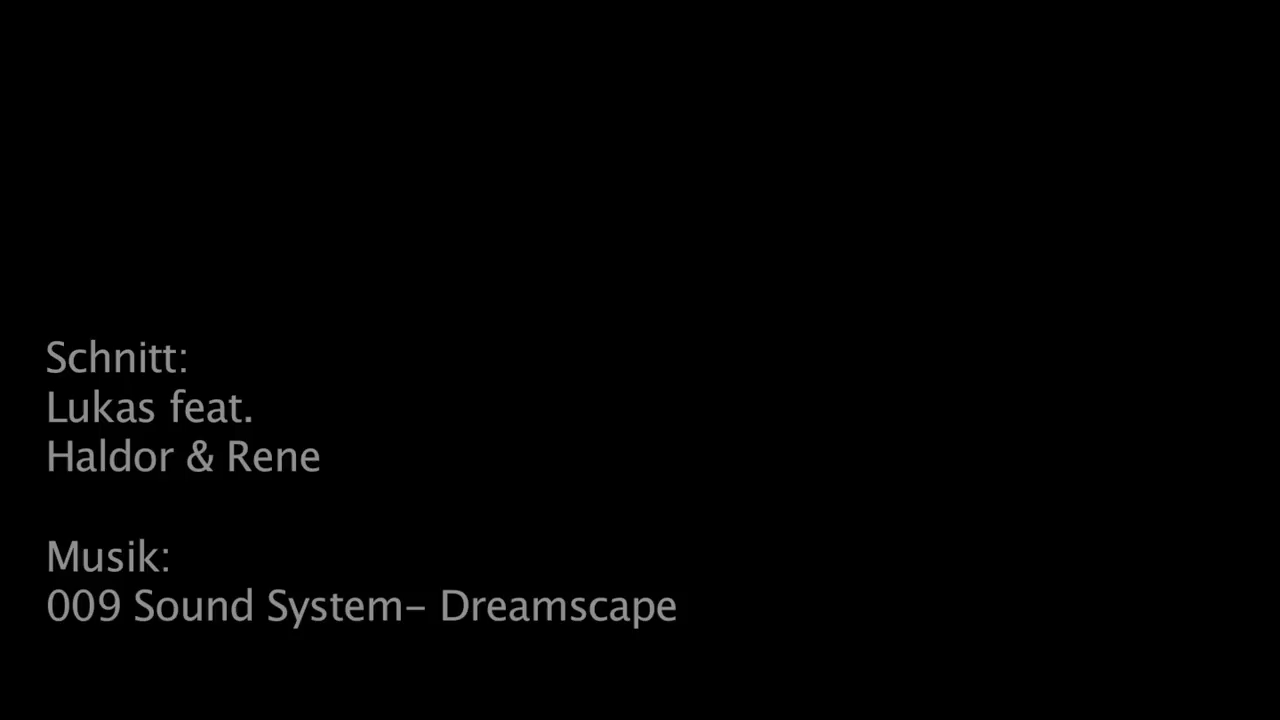 Schnitt:
Lukas feat.
Haldor & Rene
Musik:
009 Sound System- Dreamscape